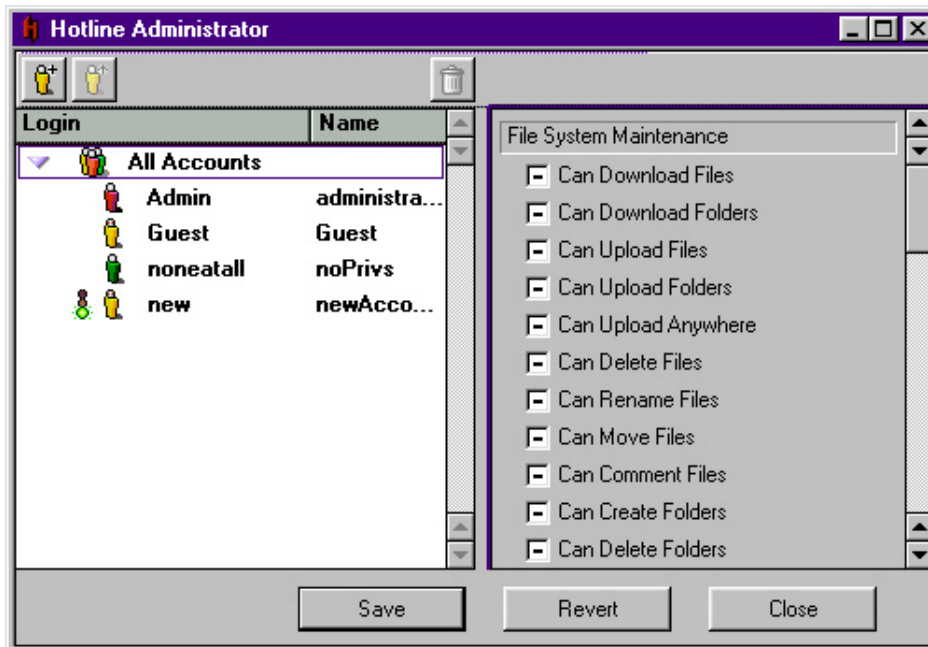 Hotline Administrator
Login Name
All Accounts
Admin administra...
Guest Guest
noneatall noPrivs
new newAcco...
File System Maintenance
Can Download Files
Can Download Folders
Can Upload Files
Can Upload Folders
Can Upload Anywhere
Can Delete Files
Can Rename Files
Can Move Files
Can Comment Files
Can Create Folders
Can Delete Folders
Save Revert Close